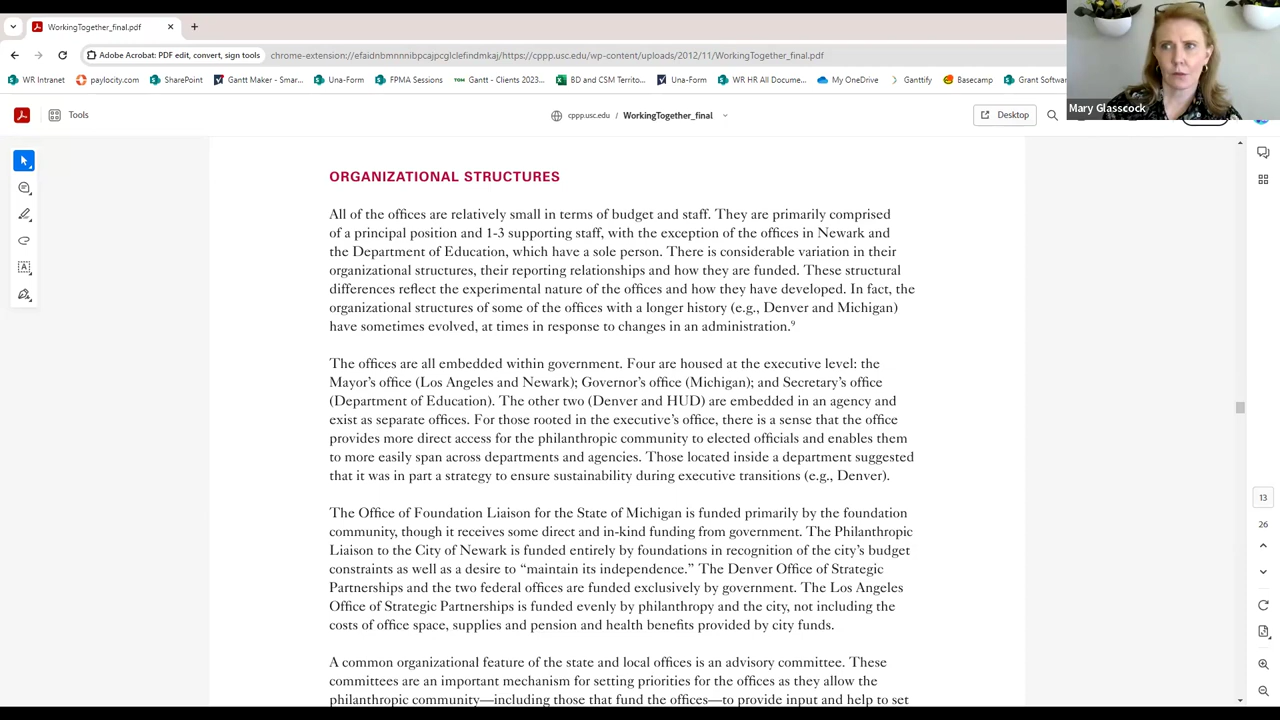 WorkingTogether_final
Adobe Acrobat: PDF edit, convert, sign tools
chrome-extension://efaidnbmnnnibpcajpcglclefindmkaj/https://cppp.usc.edu/wp-content/uploads/2012/11/WorkingTogether_final.pdf
WR Intranet
paylocity.com
SharePoint
Gantt Maker - Smar...
Una-Form
FPMA Sessions
Gantt - Clients 2023...
BD and CSM Territo...
Una-Form
WR HR All Docume...
My OneDrive
Ganttify
Basecamp
Grant Softwar
Mary Glasscock
Tools
cppp.usc.edu / WorkingTogether_final
Desktop
ORGANIZATIONAL STRUCTURES
All of the offices are relatively small in terms of budget and staff. They are primarily comprised
of a principal position and 1-3 supporting staff, with the exception of the offices in Newark and
the Department of Education, which have a sole person. There is considerable variation in their
organizational structures, their reporting relationships and how they are funded. These structural
differences reflect the experimental nature of the offices and how they have developed. In fact, the
organizational structures of some of the offices with a longer history (e.g., Denver and Michigan)
have sometimes evolved, at times in response to changes in an administration.⁹
The offices are all embedded within government. Four are housed at the executive level: the
Mayor’s office (Los Angeles and Newark); Governor’s office (Michigan); and Secretary’s office
(Department of Education). The other two (Denver and HUD) are embedded in an agency and
exist as separate offices. For those rooted in the executive’s office, there is a sense that the office
provides more direct access for the philanthropic community to elected officials and enables them
to more easily span across departments and agencies. Those located inside a department suggested
that it was in part a strategy to ensure sustainability during executive transitions (e.g., Denver).
The Office of Foundation Liaison for the State of Michigan is funded primarily by the foundation
community, though it receives some direct and in-kind funding from government. The Philanthropic
Liaison to the City of Newark is funded entirely by foundations in recognition of the city’s budget
constraints as well as a desire to “maintain its independence.” The Denver Office of Strategic
Partnerships and the two federal offices are funded exclusively by government. The Los Angeles
Office of Strategic Partnerships is funded evenly by philanthropy and the city, not including the
costs of office space, supplies and pension and health benefits provided by city funds.
A common organizational feature of the state and local offices is an advisory committee. These
committees are an important mechanism for setting priorities for the offices as they allow the
philanthropic community—including those that fund the offices—to provide input and help to set
13
26